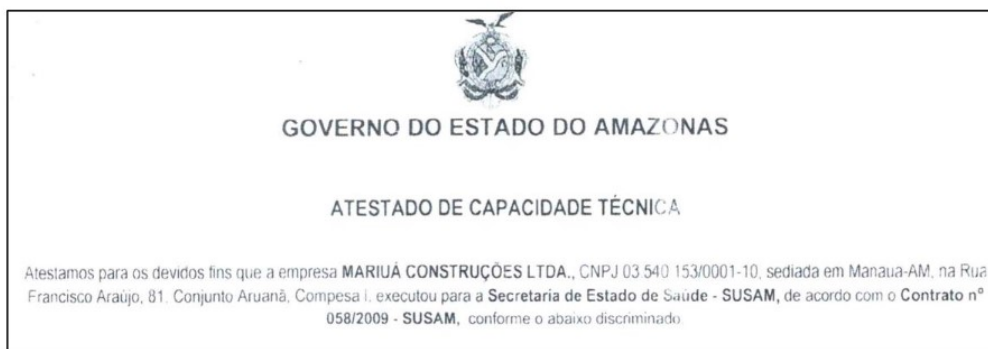 GOVERNO DO ESTADO DO AMAZONAS
ATESTADO DE CAPACIDADE TÉCNICA
Atestamos para os devidos fins que a empresa MARIUÁ CONSTRUÇÕES LTDA., CNPJ 03.540.153/0001-10, sediada em Manaua-AM, na Rua
Francisco Araújo, 81, Conjunto Aruanã, Compesa I, executou para a Secretaria de Estado de Saúde - SUSAM, de acordo com o Contrato nº
058/2009 - SUSAM, conforme o abaixo discriminado